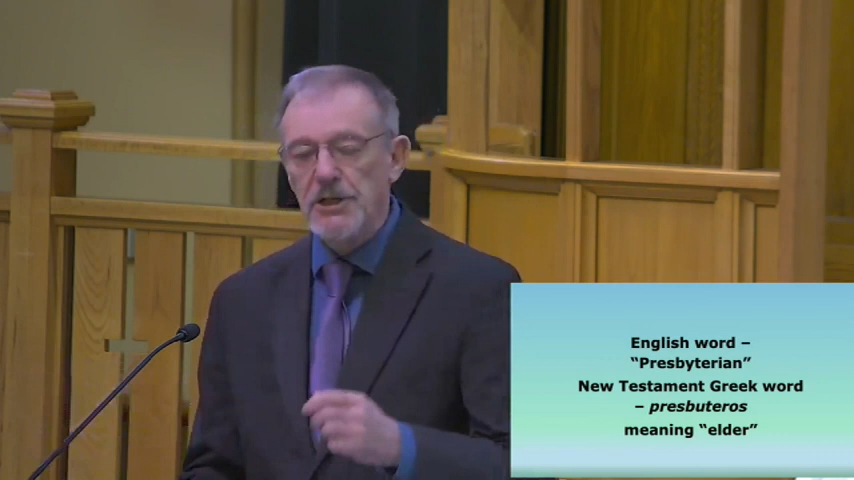 English word –
“Presbyterian”
New Testament Greek word
– presbuteros
meaning “elder”